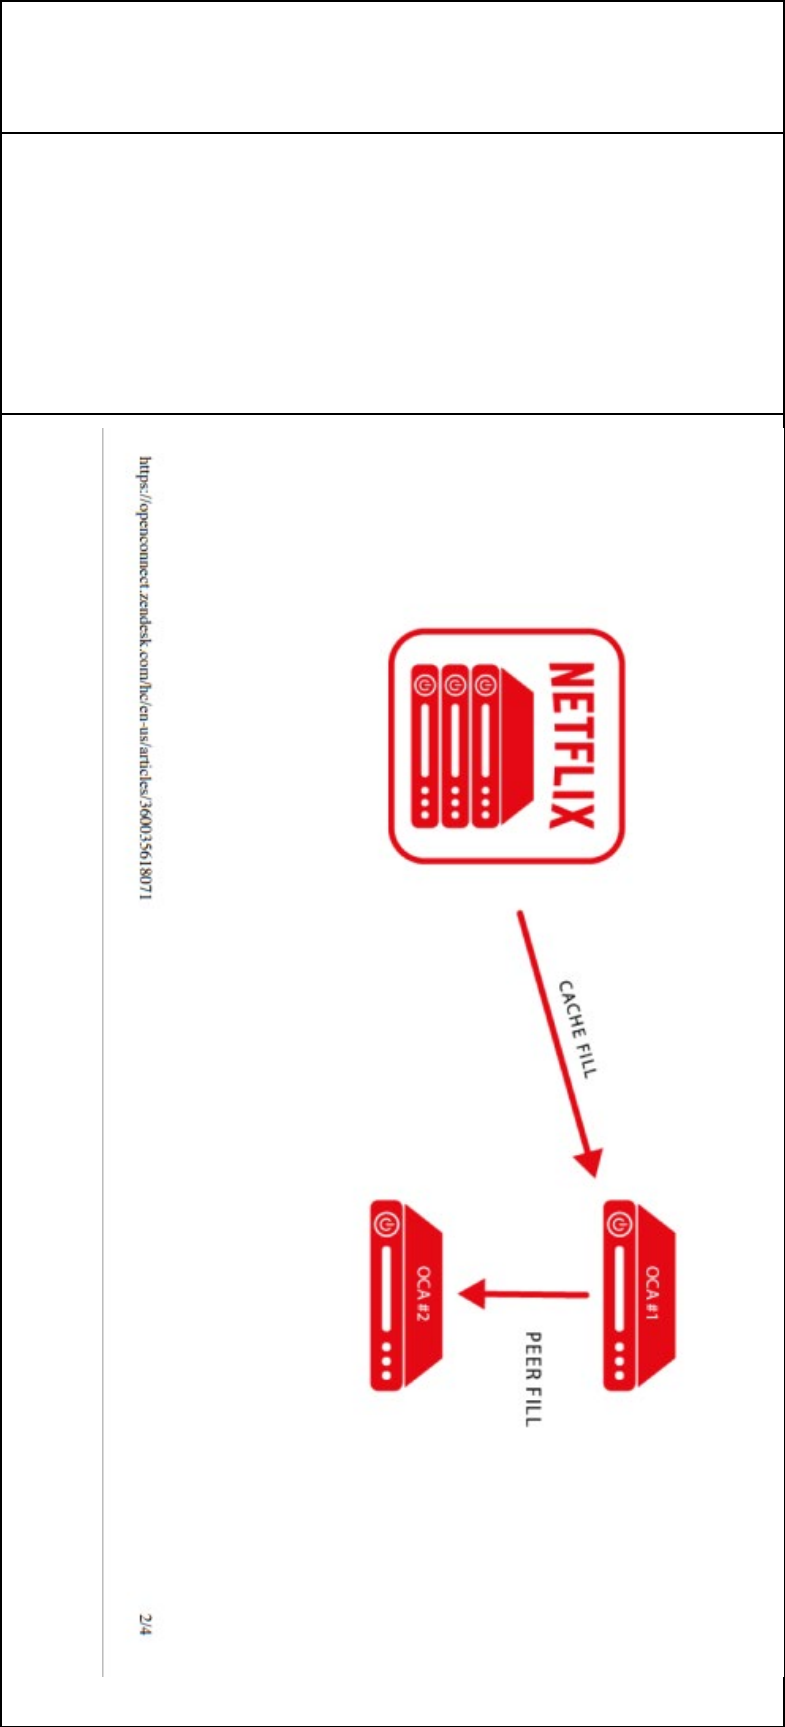 NETFLIX
CACHE FILL
OCA #1
PEER FILL
OCA #2
https://openconnect.zendesk.com/hc/en-us/articles/360035618071
2/4